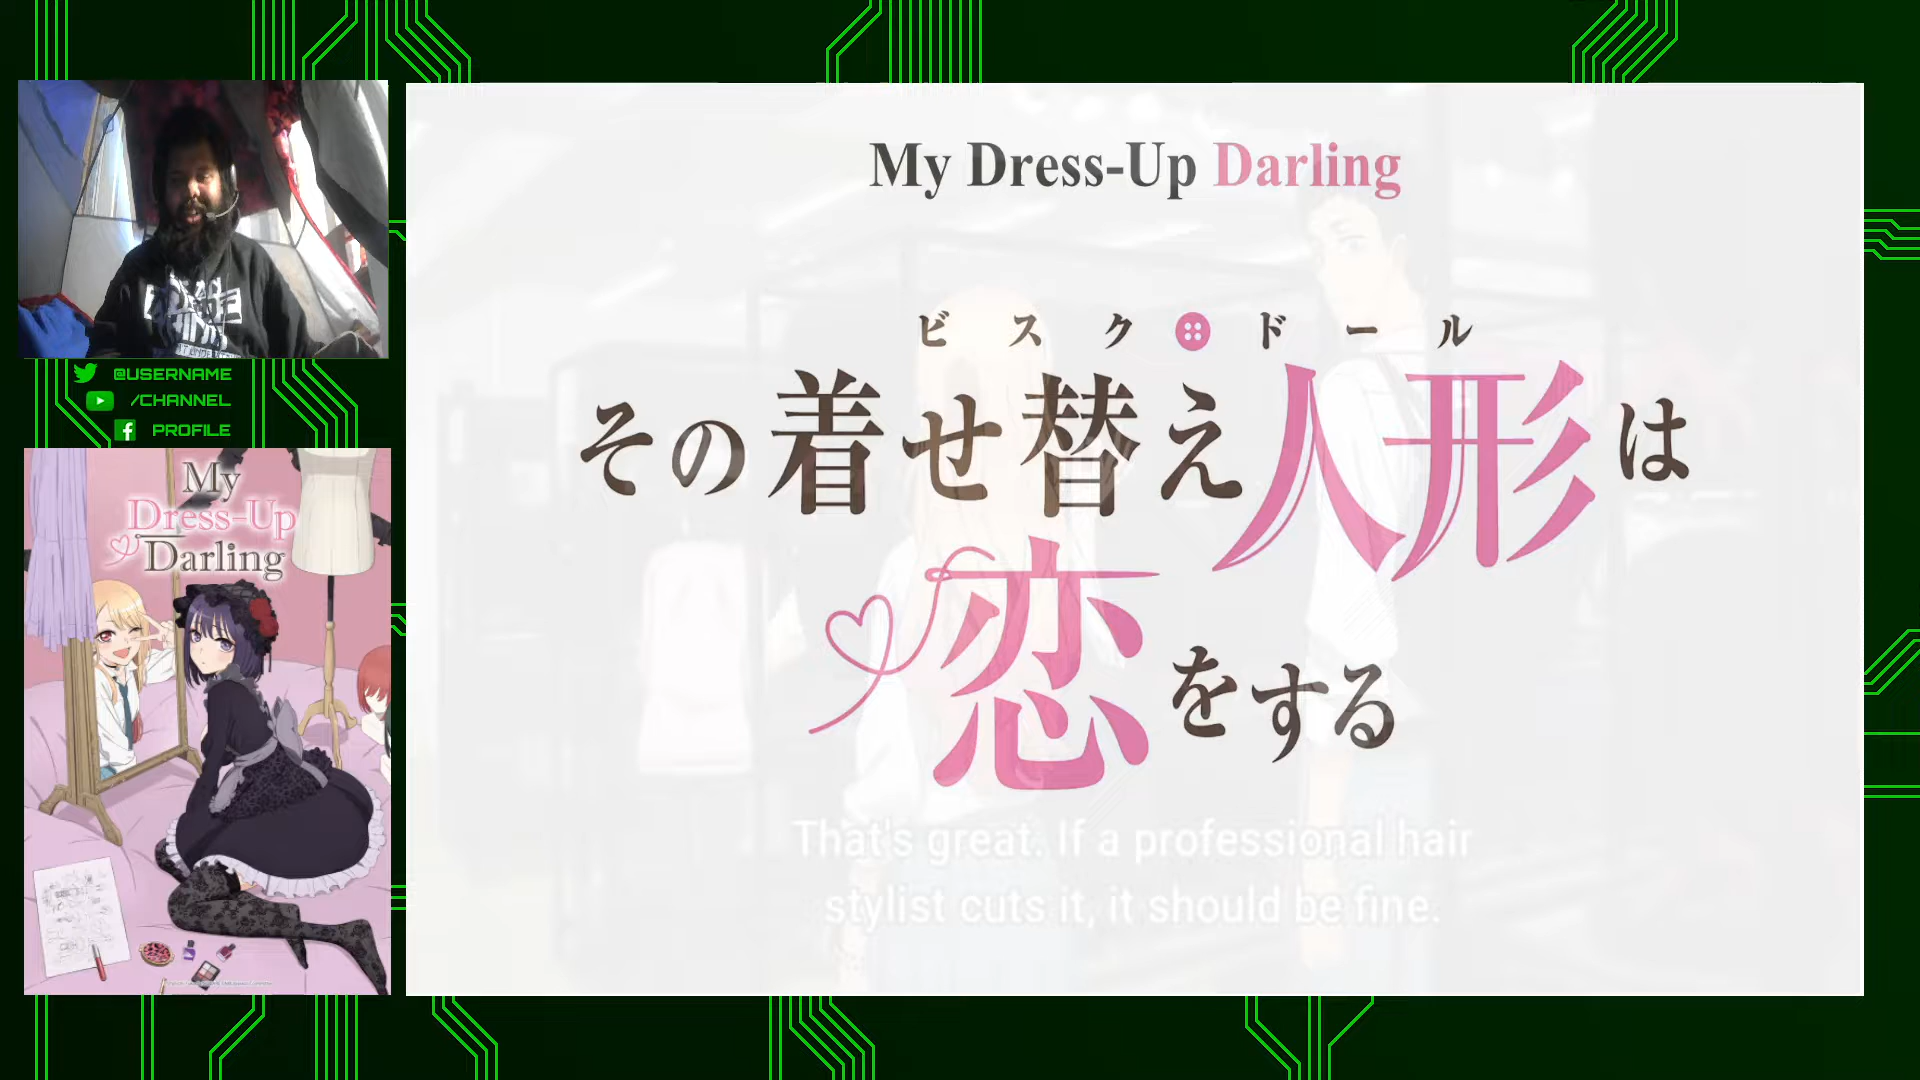 @USERNAME
/CHANNEL
PROFILE
My
Dress-Up
Darling
My Dress-Up Darling
ビスクドール
その着せ替え人形は
恋をする
That's great. If a professional hair
stylist cuts it, it should be fine.